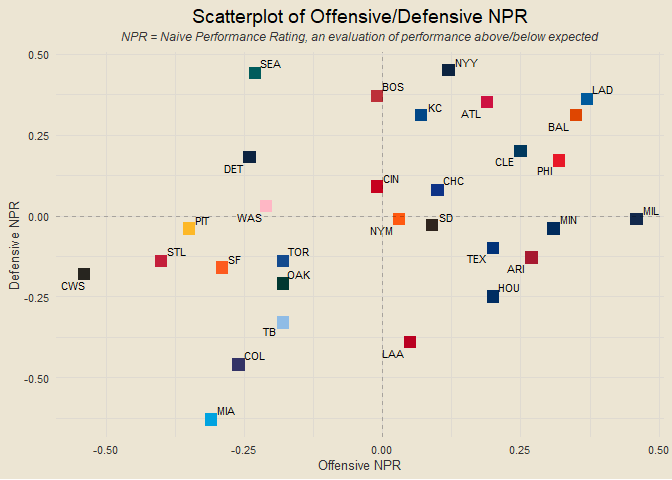 Scatterplot of Offensive/Defensive NPR
NPR = Naive Performance Rating, an evaluation of performance above/below expected
0.50
SEA
NYY
BOS
LAD
KC
ATL
BAL
0.25
DET
CLE
PHI
CIN
CHC
PIT
WAS
0.00
NYM
SD
MIN
MIL
STL
SF
TOR
TEX
ARI
CWS
OAK
HOU
-0.25
TB
COL
LAA
-0.50
MIA
Defensive NPR
-0.50
-0.25
0.00
0.25
0.50
Offensive NPR